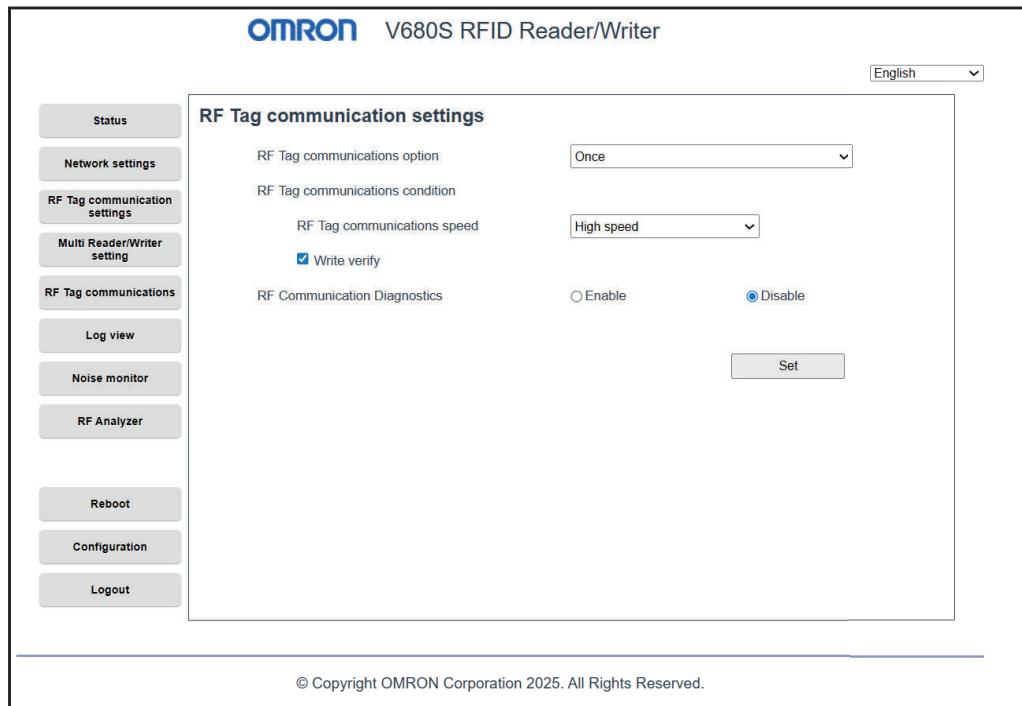 OMRON V680S RFID Reader/Writer
English
Status
Network settings
RF Tag communication
settings
Multi Reader/Writer
setting
RF Tag communications
Log view
Noise monitor
RF Analyzer
Reboot
Configuration
Logout
RF Tag communication settings
RF Tag communications option Once
RF Tag communications condition
RF Tag communications speed High speed
Write verify
RF Communication Diagnostics Enable Disable
Set
© Copyright OMRON Corporation 2025. All Rights Reserved.